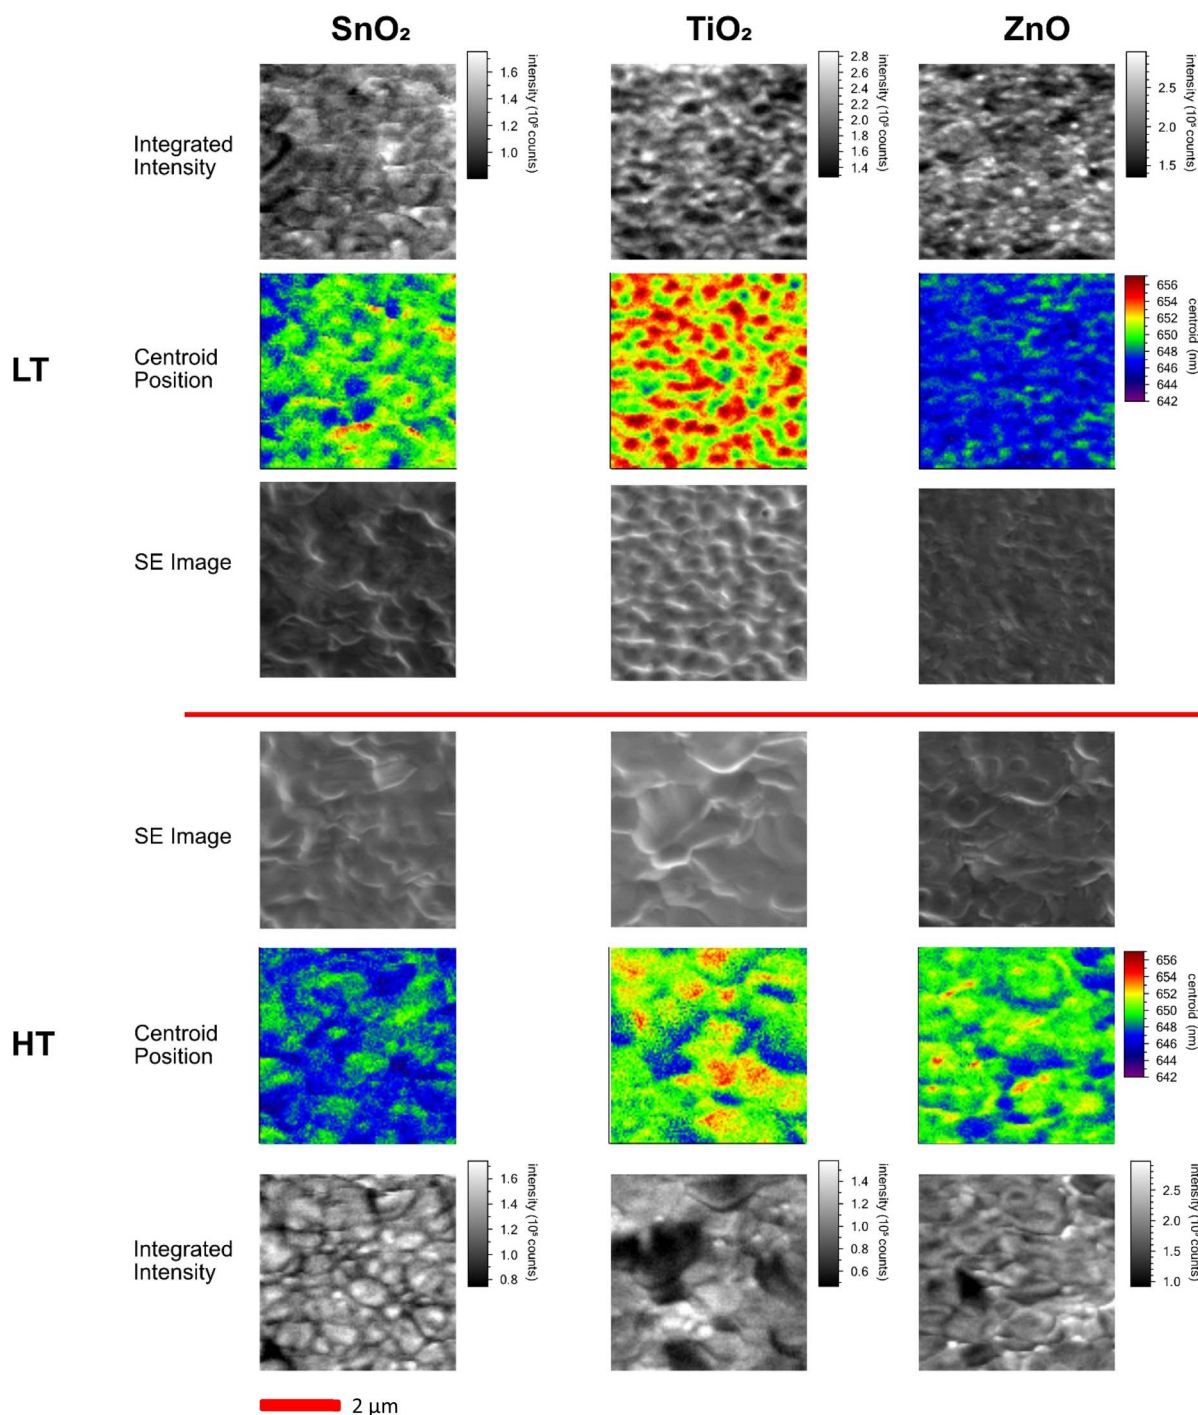 SnO₂
TiO₂
ZnO
Integrated
Intensity
1.6
1.4
1.2
1.0
intensity (10⁵ counts)
2.8
2.6
2.4
2.2
2.0
1.8
1.6
1.4
intensity (10⁵ counts)
2.5
2.0
1.5
intensity (10⁵ counts)
LT
Centroid
Position
656
654
652
650
648
646
644
642
centroid (nm)
SE Image
SE Image
HT
Centroid
Position
656
654
652
650
648
646
644
642
centroid (nm)
Integrated
Intensity
1.6
1.4
1.2
1.0
0.8
intensity (10⁵ counts)
1.4
1.2
1.0
0.8
0.6
intensity (10⁵ counts)
2.5
2.0
1.5
1.0
intensity (10⁵ counts)
2 µm